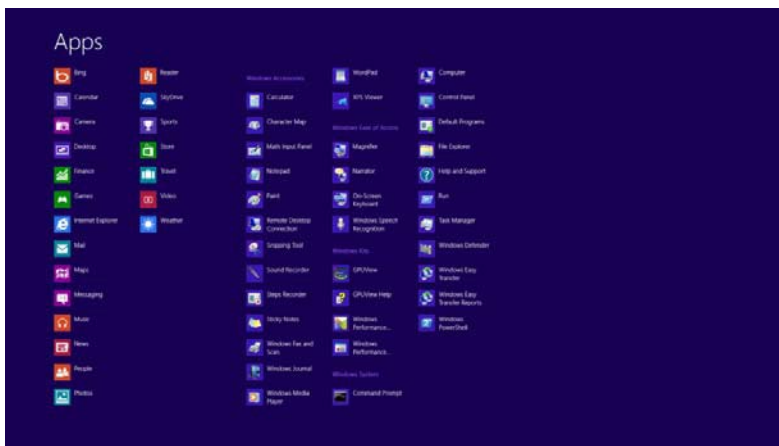 Apps
Bing
Calendar
Camera
Desktop
Finance
Games
Internet Explorer
Mail
Maps
Messaging
Music
News
People
Photos
Reader
SkyDrive
Sports
Store
Travel
Video
Weather
Windows Accessories
Calculator
Character Map
Math Input Panel
Notepad
Paint
Remote Desktop
Connection
Snipping Tool
Sound Recorder
Steps Recorder
Sticky Notes
Windows Fax and
Scan
Windows Journal
Windows Media
Player
WordPad
XPS Viewer
Windows Ease of Access
Magnifier
Narrator
On-Screen
Keyboard
Windows Speech
Recognition
Windows Kits
GPUView
GPUView Help
Windows
Performance...
Windows
Performance...
Windows System
Command Prompt
Computer
Control Panel
Default Programs
File Explorer
Help and Support
Run
Task Manager
Windows Defender
Windows Easy
Transfer
Windows Easy
Transfer Reports
Windows
PowerShell